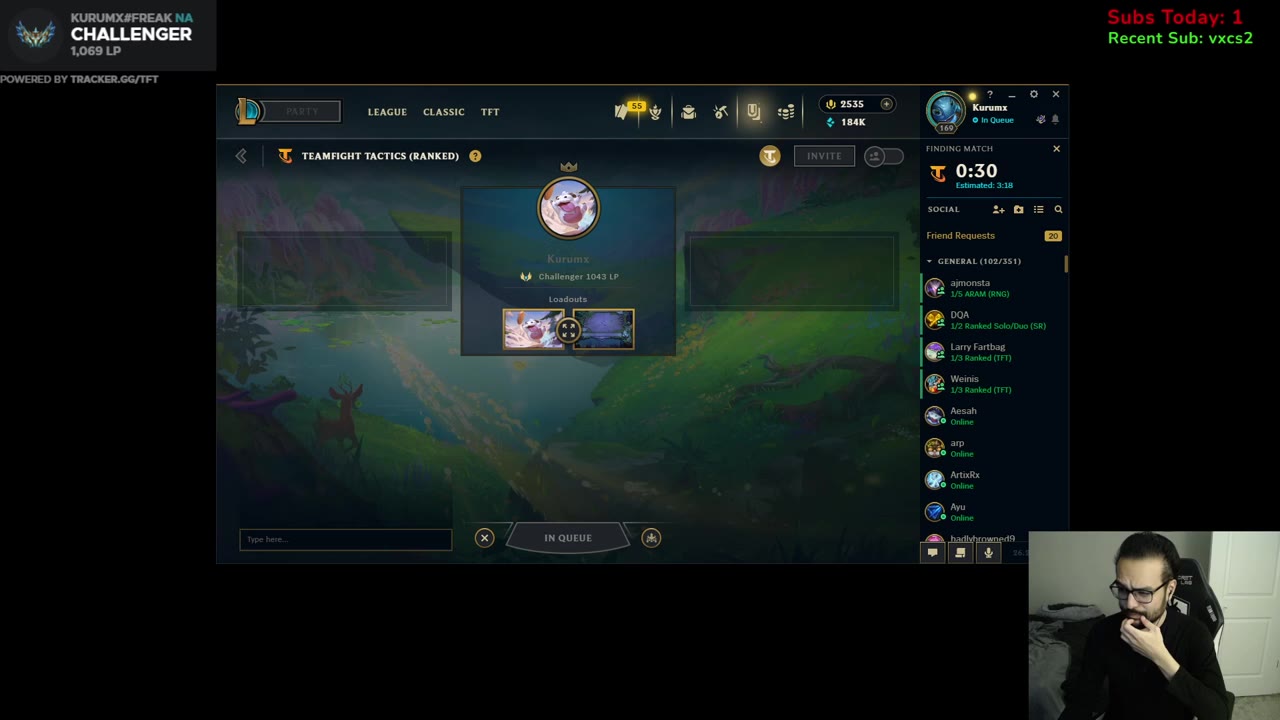 KURUMX#FREAK NA
CHALLENGER
1,069 LP
POWERED BY TRACKER.GG/TFT
Subs Today: 1
Recent Sub: vxcs2
PARTY
LEAGUE
CLASSIC
TFT
55
2535
184K
169
Kurumx
In Queue
TEAMFIGHT TACTICS (RANKED)
?
INVITE
FINDING MATCH
0:30
Estimated: 3:18
SOCIAL
Friend Requests
20
GENERAL (102/351)
ajmonsta
1/5 ARAM (RNG)
DQA
1/2 Ranked Solo/Duo (SR)
Larry Fartbag
1/3 Ranked (TFT)
Weinis
1/3 Ranked (TFT)
Aesah
Online
arp
Online
ArtixRx
Online
Ayu
Online
badlybrowned9
Kurumx
Challenger 1043 LP
Loadouts
Type here...
IN QUEUE